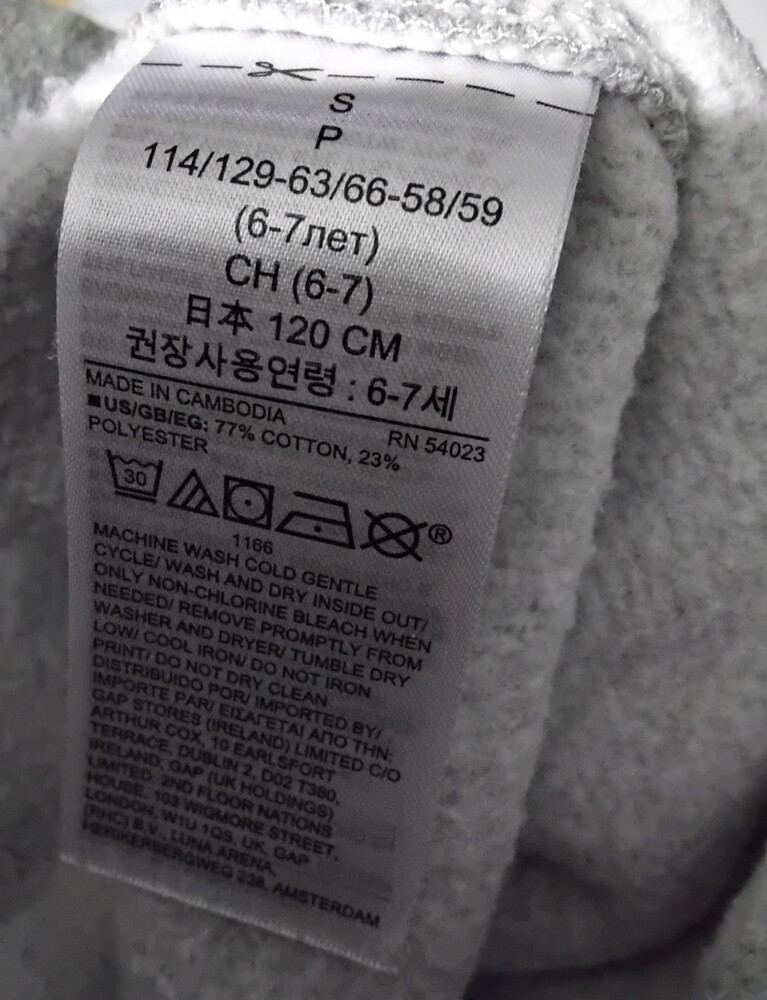 S
P
114/129-63/66-58/59
(6-7лет)
CH (6-7)
日本 120 CM
권장사용연령 : 6-7세
MADE IN CAMBODIA
RN 54023
■US/GB/EG: 77% COTTON, 23%
POLYESTER
30
®
1166
MACHINE WASH COLD GENTLE
CYCLE/ WASH AND DRY INSIDE OUT/
ONLY NON-CHLORINE BLEACH WHEN
NEEDED/ REMOVE PROMPTLY FROM
WASHER AND DRYER/ TUMBLE DRY
LOW/ COOL IRON/ DO NOT IRON
PRINT/ DO NOT DRY CLEAN
DISTRIBUIDO POR/ IMPORTED BY/
IMPORTE PAR/ ΕΙΣΑΓΕΤΑΙ ΑΠΟ ΤΗΝ:
GAP STORES (IRELAND) LIMITED C/O
ARTHUR COX, 10 EARLSFORT
TERRACE, DUBLIN 2, D02 T380,
IRELAND, GAP (UK HOLDINGS)
LIMITED, 2ND FLOOR NATIONS
HOUSE, 103 WIGMORE STREET,
LONDON, W1U 1QS, UK, GAP
(RHC) B.V., LUNA ARENA,
HERIKERBERGWEG 238, AMSTERDAM